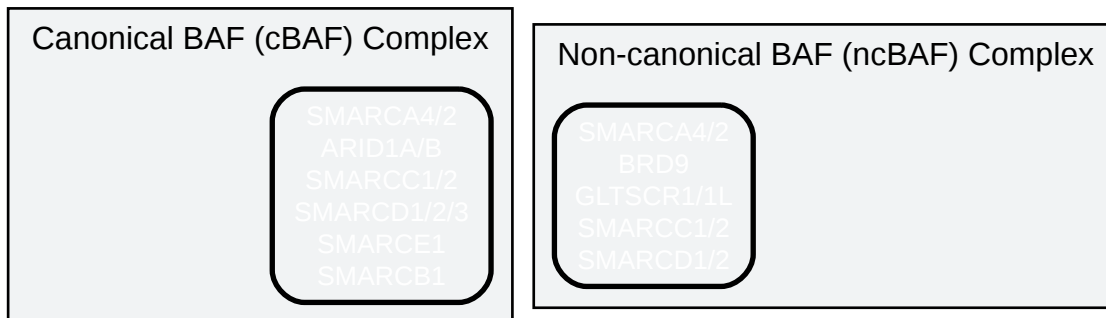 Canonical BAF (cBAF) Complex
SMARCA4/2
ARID1A/B
SMARCC1/2
SMARCD1/2/3
SMARCE1
SMARCB1
Non-canonical BAF (ncBAF) Complex
SMARCA4/2
BRD9
GLTSCR1/1L
SMARCC1/2
SMARCD1/2